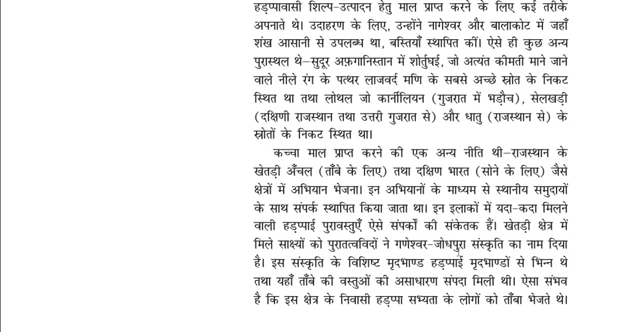 हड़प्पावासी शिल्प-उत्पादन हेतु माल प्राप्त करने के लिए कई तरीके
अपनाते थे। उदाहरण के लिए, उन्होंने नागेश्वर और बालाकोट में जहाँ
शंख आसानी से उपलब्ध था, बस्तियाँ स्थापित कीं। ऐसे ही कुछ अन्य
पुरास्थल थे—सुदूर अफ़गानिस्तान में शोर्तुघई, जो अत्यंत कीमती माने जाने
वाले नीले रंग के पत्थर लाजवर्द मणि के सबसे अच्छे स्रोत के निकट
स्थित था तथा लोथल जो कार्नीलियन (गुजरात में भड़ौच), सेलखड़ी
(दक्षिणी राजस्थान तथा उत्तरी गुजरात से) और धातु (राजस्थान से) के
स्रोतों के निकट स्थित था।
कच्चा माल प्राप्त करने की एक अन्य नीति थी—राजस्थान के
खेतड़ी अँचल (ताँबे के लिए) तथा दक्षिण भारत (सोने के लिए) जैसे
क्षेत्रों में अभियान भेजना। इन अभियानों के माध्यम से स्थानीय समुदायों
के साथ संपर्क स्थापित किया जाता था। इन इलाकों में यदा-कदा मिलने
वाली हड़प्पाई पुरावस्तुएँ ऐसे संपर्कों की संकेतक हैं। खेतड़ी क्षेत्र में
मिले साक्ष्यों को पुरातत्वविदों ने गणेश्वर-जोधपुरा संस्कृति का नाम दिया
है। इस संस्कृति के विशिष्ट मृदभाण्ड हड़प्पाई मृदभाण्डों से भिन्न थे
तथा यहाँ ताँबे की वस्तुओं की असाधारण संपदा मिली थी। ऐसा संभव
है कि इस क्षेत्र के निवासी हड़प्पा सभ्यता के लोगों को ताँबा भेजते थे।